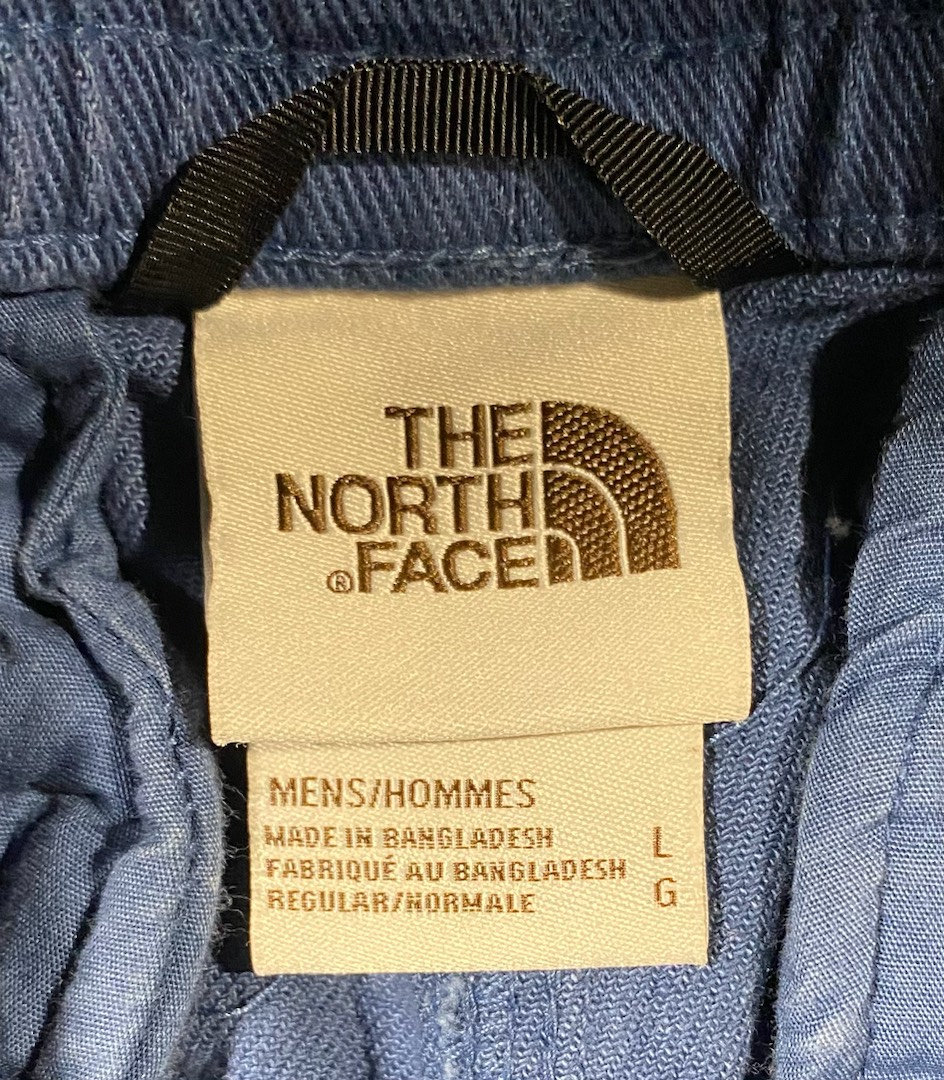 THE
NORTH
® FACE
MENS/HOMMES
MADE IN BANGLADESH L
FABRIQUÉ AU BANGLADESH
REGULAR/NORMALE G